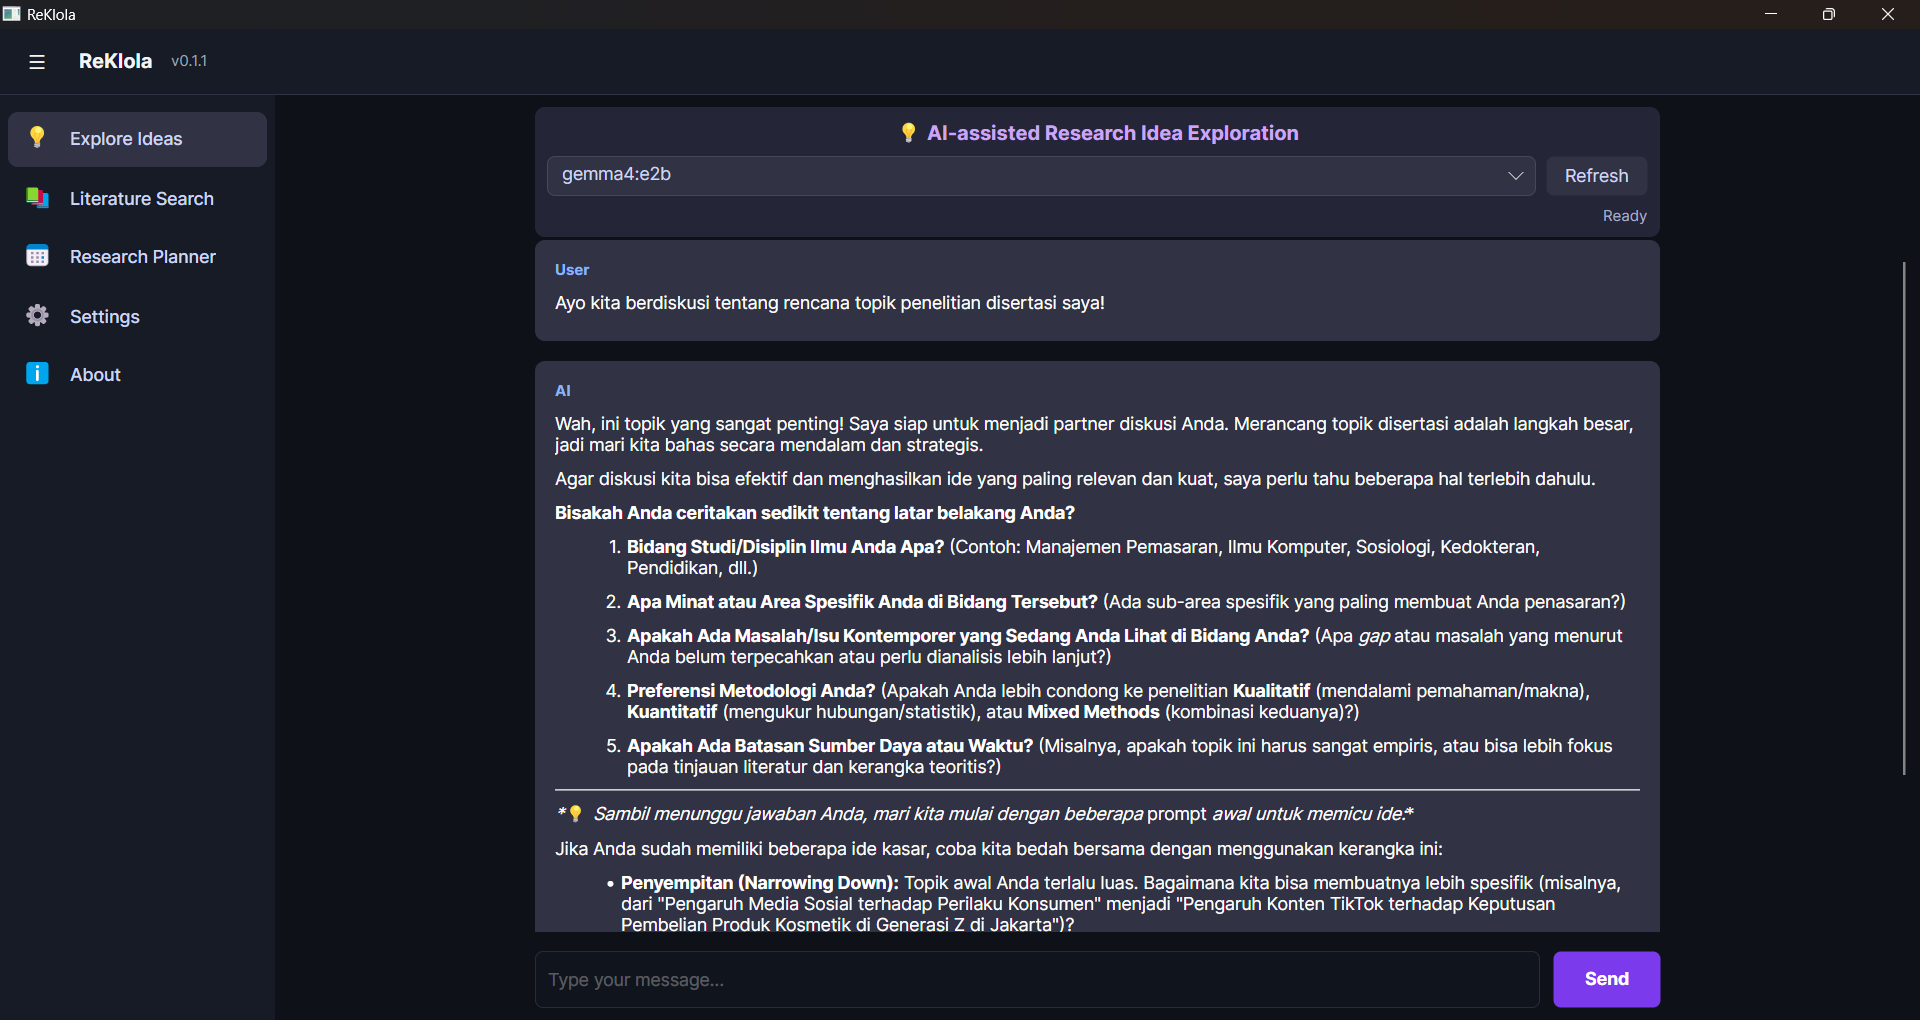 ReKlola
☰ ReKlola v0.1.1
Explore Ideas
Literature Search
Research Planner
Settings
About
💡 AI-assisted Research Idea Exploration
gemma4:e2b
Refresh
Ready
User
Ayo kita berdiskusi tentang rencana topik penelitian disertasi saya!
AI
Wah, ini topik yang sangat penting! Saya siap untuk menjadi partner diskusi Anda. Merancang topik disertasi adalah langkah besar,
jadi mari kita bahas secara mendalam dan strategis.
Agar diskusi kita bisa efektif dan menghasilkan ide yang paling relevan dan kuat, saya perlu tahu beberapa hal terlebih dahulu.
Bisakah Anda ceritakan sedikit tentang latar belakang Anda?
1. Bidang Studi/Disiplin Ilmu Anda Apa? (Contoh: Manajemen Pemasaran, Ilmu Komputer, Sosiologi, Kedokteran,
Pendidikan, dll.)
2. Apa Minat atau Area Spesifik Anda di Bidang Tersebut? (Ada sub-area spesifik yang paling membuat Anda penasaran?)
3. Apakah Ada Masalah/Isu Kontemporer yang Sedang Anda Lihat di Bidang Anda? (Apa gap atau masalah yang menurut
Anda belum terpecahkan atau perlu dianalisis lebih lanjut?)
4. Preferensi Metodologi Anda? (Apakah Anda lebih condong ke penelitian Kualitatif (mendalami pemahaman/makna),
Kuantitatif (mengukur hubungan/statistik), atau Mixed Methods (kombinasi keduanya)?)
5. Apakah Ada Batasan Sumber Daya atau Waktu? (Misalnya, apakah topik ini harus sangat empiris, atau bisa lebih fokus
pada tinjauan literatur dan kerangka teoritis?)
*💡 Sambil menunggu jawaban Anda, mari kita mulai dengan beberapa prompt awal untuk memicu ide:*
Jika Anda sudah memiliki beberapa ide kasar, coba kita bedah bersama dengan menggunakan kerangka ini:
• Penyempitan (Narrowing Down): Topik awal Anda terlalu luas. Bagaimana kita bisa membuatnya lebih spesifik (misalnya,
dari "Pengaruh Media Sosial terhadap Perilaku Konsumen" menjadi "Pengaruh Konten TikTok terhadap Keputusan
Pembelian Produk Kosmetik di Generasi Z di Jakarta")?
Type your message...
Send